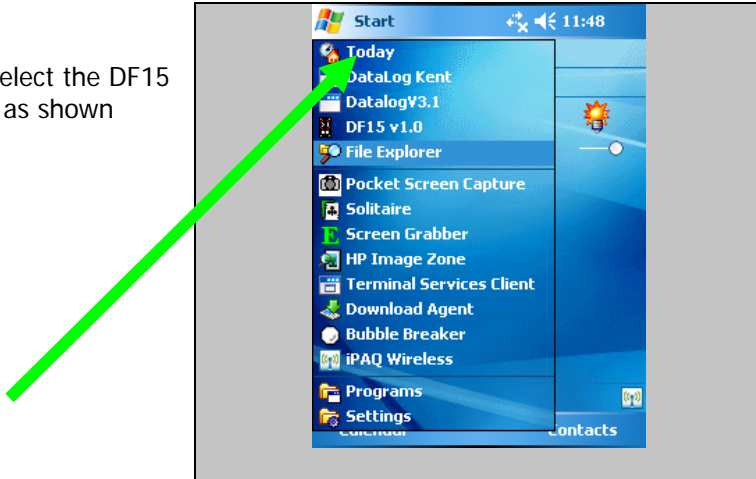 elect the DF15
as shown
Start 11:48
Today
DataLog Kent
DatalogV3.1
DF15 v1.0
File Explorer
Pocket Screen Capture
Solitaire
Screen Grabber
HP Image Zone
Terminal Services Client
Download Agent
Bubble Breaker
iPAQ Wireless
Programs
Settings
Calendar Contacts